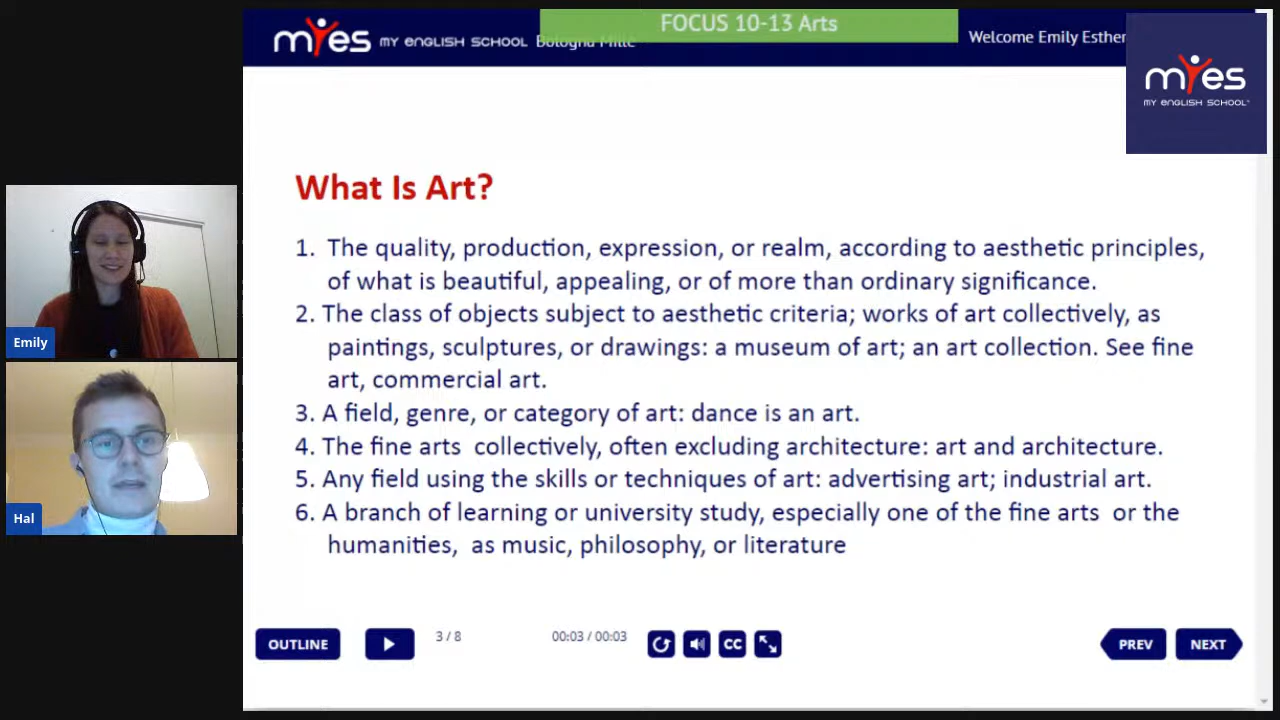 myes MY ENGLISH SCHOOL Bologna Mille
FOCUS 10-13 Arts
Welcome Emily Esther
myes
MY ENGLISH SCHOOL
What Is Art?
1. The quality, production, expression, or realm, according to aesthetic principles,
of what is beautiful, appealing, or of more than ordinary significance.
2. The class of objects subject to aesthetic criteria; works of art collectively, as
paintings, sculptures, or drawings: a museum of art; an art collection. See fine
art, commercial art.
3. A field, genre, or category of art: dance is an art.
4. The fine arts collectively, often excluding architecture: art and architecture.
5. Any field using the skills or techniques of art: advertising art; industrial art.
6. A branch of learning or university study, especially one of the fine arts or the
humanities, as music, philosophy, or literature
Emily
Hal
OUTLINE
3 / 8
00:03 / 00:03
CC
PREV
NEXT